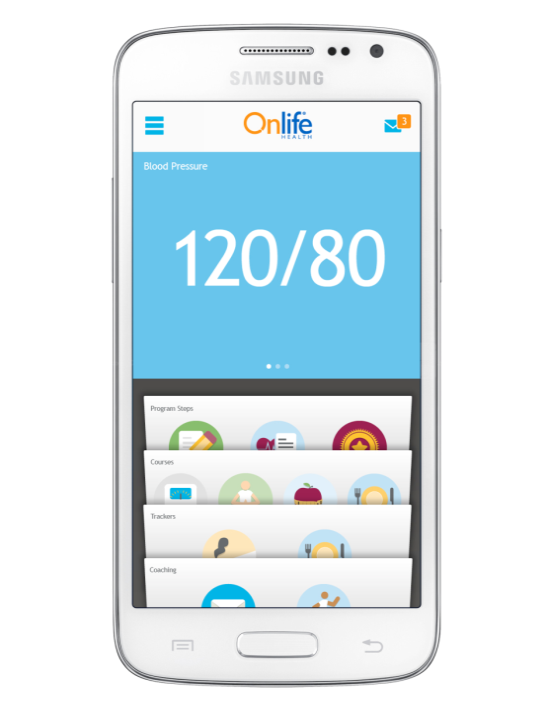 SAMSUNG
Onlife
HEALTH
3
Blood Pressure
120/80
Program Steps
Courses
Trackers
Coaching